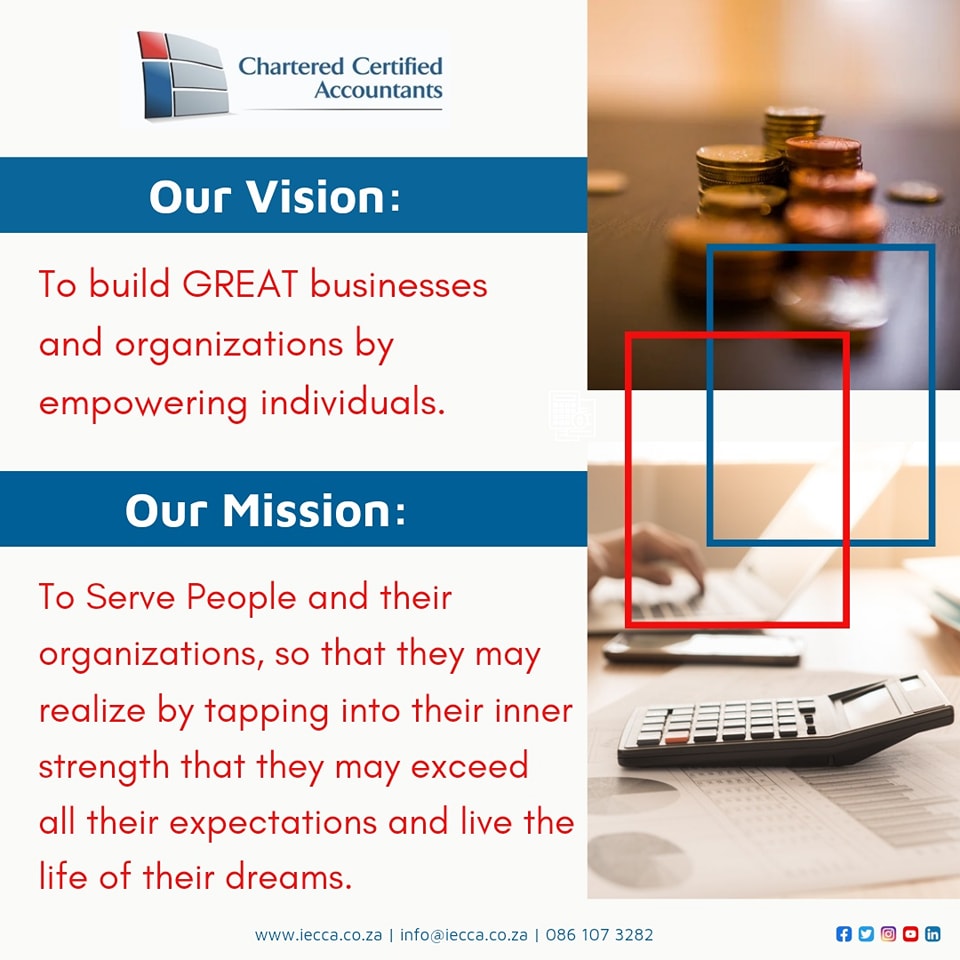 Chartered Certified
Accountants
Our Vision:
To build GREAT businesses
and organizations by
empowering individuals.
Our Mission:
To Serve People and their
organizations, so that they may
realize by tapping into their inner
strength that they may exceed
all their expectations and live the
life of their dreams.
www.iecca.co.za | info@iecca.co.za | 086 107 3282